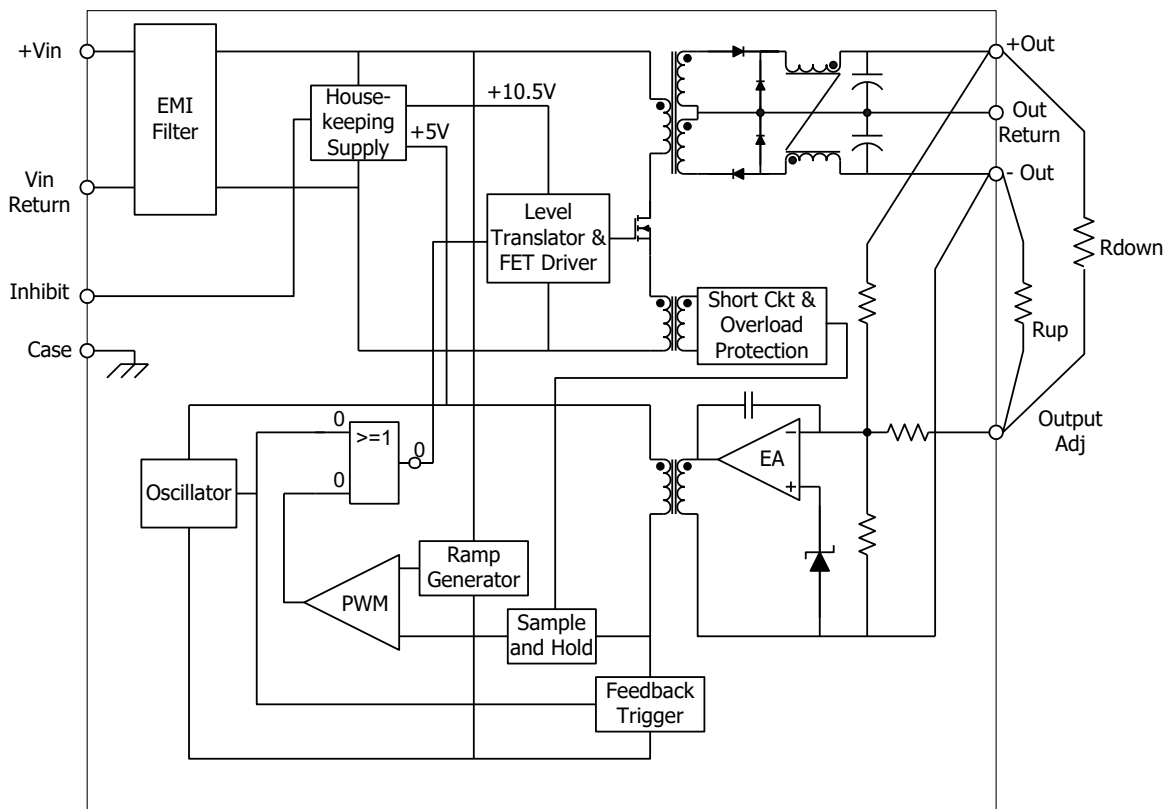 +Vin
EMI
Filter
House-
keeping
Supply
+10.5V
+5V
+Out
Out
Return
- Out
Vin
Return
Level
Translator &
FET Driver
Rdown
Inhibit
Short Ckt &
Overload
Protection
Rup
Case
0
>=1
0
0
EA
−
+
Output
Adj
Oscillator
Ramp
Generator
PWM
Sample
and Hold
Feedback
Trigger